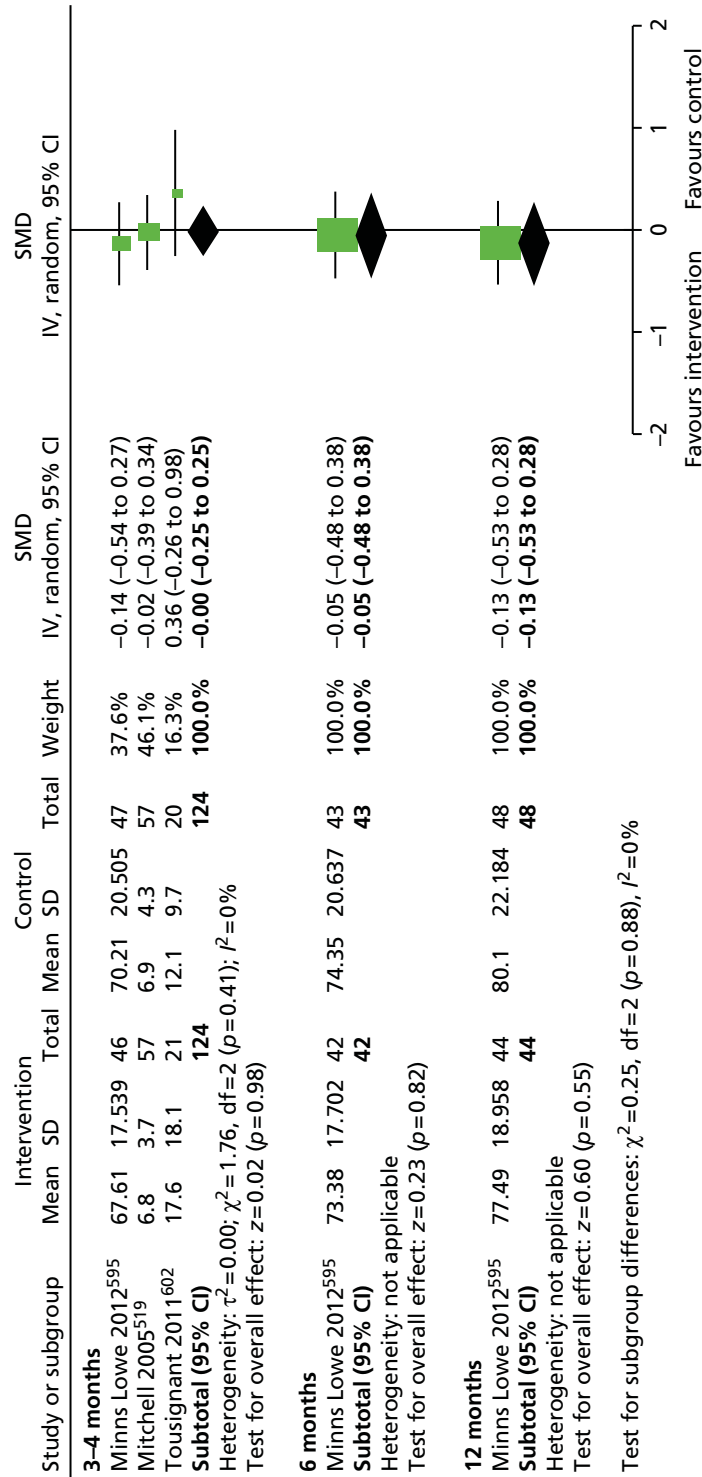 Intervention Control SMD SMD
Study or subgroup Mean SD Total Mean SD Total Weight IV, random, 95% CI IV, random, 95% CI
3–4 months
Minns Lowe 2012595 67.61 17.539 46 70.21 20.505 47 37.6% –0.14 (–0.54 to 0.27)
Mitchell 2005519 6.8 3.7 57 6.9 4.3 57 46.1% –0.02 (–0.39 to 0.34)
Tousignant 2011602 17.6 18.1 21 12.1 9.7 20 16.3% 0.36 (–0.26 to 0.98)
Subtotal (95% CI) 124 124 100.0% –0.00 (–0.25 to 0.25)
Heterogeneity: τ2=0.00; χ2=1.76, df=2 (p=0.41); I2=0%
Test for overall effect: z=0.02 (p=0.98)
6 months
Minns Lowe 2012595 73.38 17.702 42 74.35 20.637 43 100.0% –0.05 (–0.48 to 0.38)
Subtotal (95% CI) 42 43 100.0% –0.05 (–0.48 to 0.38)
Heterogeneity: not applicable
Test for overall effect: z=0.23 (p=0.82)
12 months
Minns Lowe 2012595 77.49 18.958 44 80.1 22.184 48 100.0% –0.13 (–0.53 to 0.28)
Subtotal (95% CI) 44 48 100.0% –0.13 (–0.53 to 0.28)
Heterogeneity: not applicable
Test for overall effect: z=0.60 (p=0.55)
Test for subgroup differences: χ2=0.25, df=2 (p=0.88), I2=0%
–2 –1 0 1 2
Favours intervention Favours control